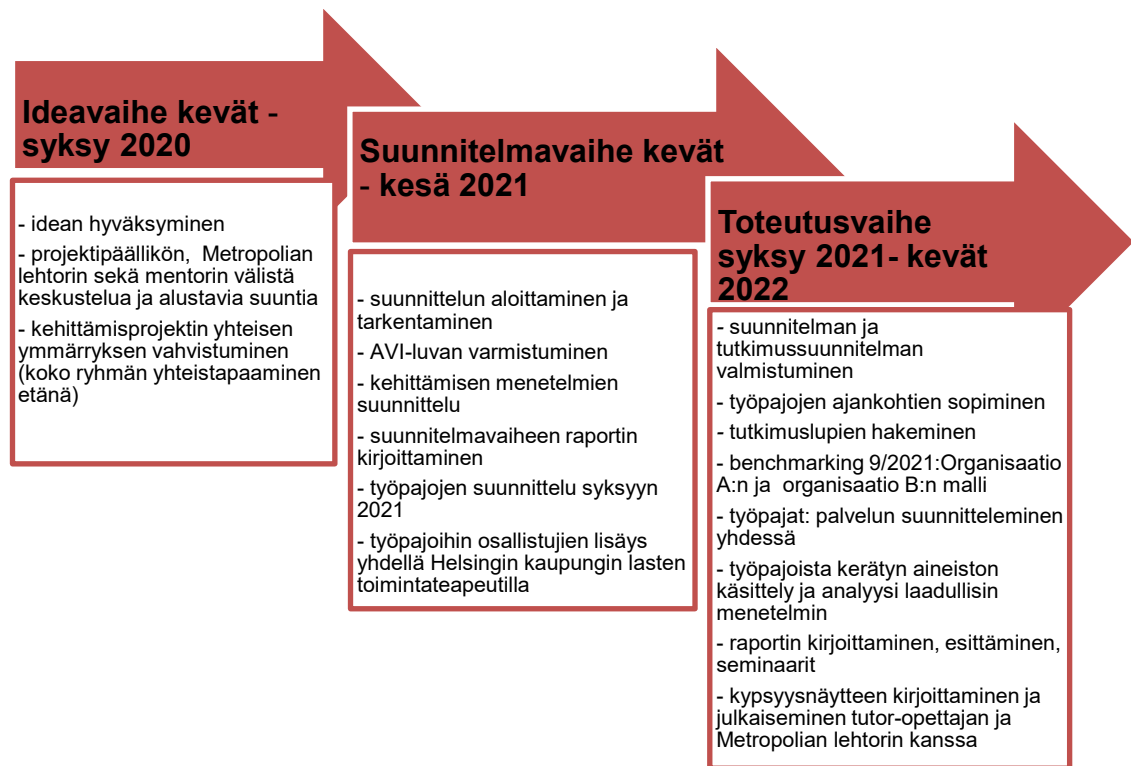 Ideavaihe kevät -
syksy 2020
- idean hyväksyminen
- projektipäällikön, Metropolian
lehtorin sekä mentorin välistä
keskustelua ja alustavia suuntia
- kehittämisprojektin yhteisen
ymmärryksen vahvistuminen
(koko ryhmän yhteistapaaminen
etänä)
Suunnitelmavaihe kevät
- kesä 2021
- suunnittelun aloittaminen ja
tarkentaminen
- AVI-luvan varmistuminen
- kehittämisen menetelmien
suunnittelu
- suunnitelmavaiheen raportin
kirjoittaminen
- työpajojen suunnittelu syksyyn
2021
- työpajoihin osallistujien lisäys
yhdellä Helsingin kaupungin lasten
toimintateapeutilla
Toteutusvaihe
syksy 2021- kevät
2022
- suunnitelman ja
tutkimussuunnitelman
valmistuminen
- työpajojen ajankohtien sopiminen
- tutkimuslupien hakeminen
- benchmarking 9/2021:Organisaatio
A:n ja organisaatio B:n malli
- työpajat: palvelun suunnitteleminen
yhdessä
- työpajoista kerätyn aineiston
käsittely ja analyysi laadullisin
menetelmin
- raportin kirjoittaminen, esittäminen,
seminaarit
- kypsyysnäytteen kirjoittaminen ja
julkaiseminen tutor-opettajan ja
Metropolian lehtorin kanssa